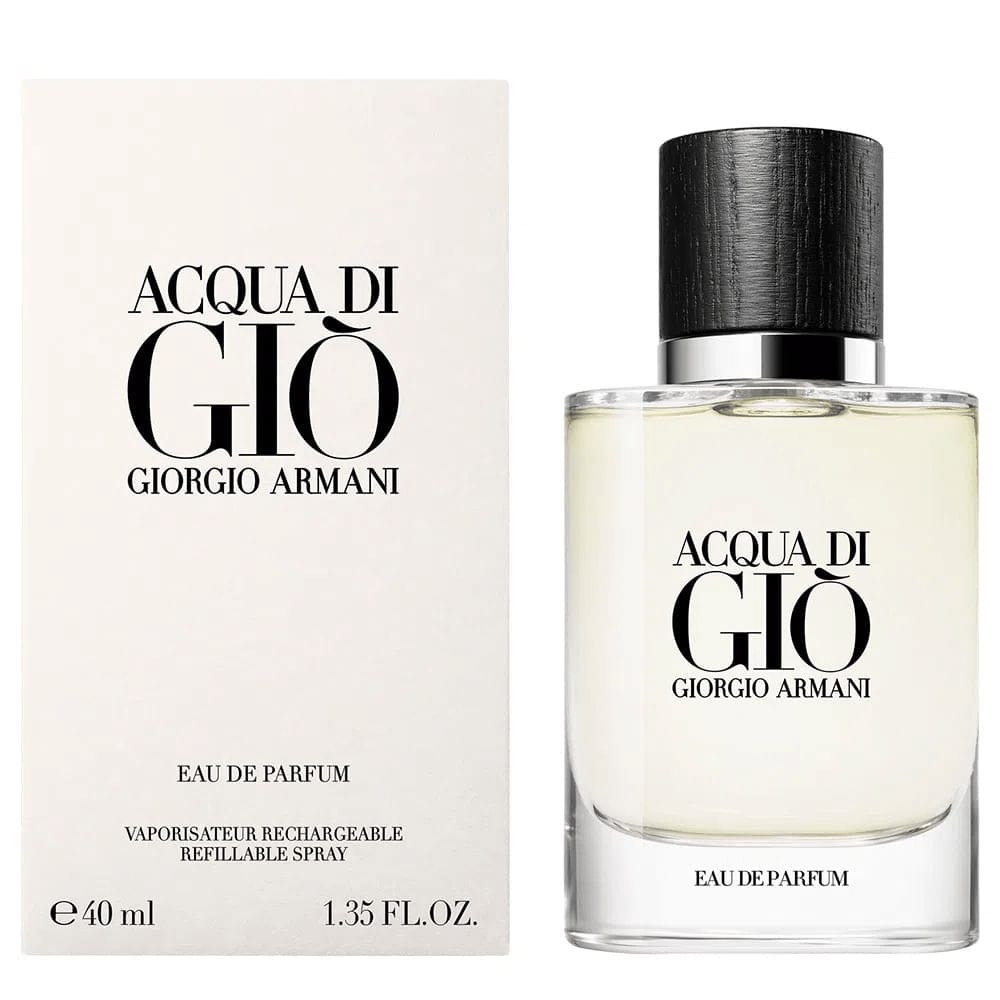 ACQUA DI
GIÒ
GIORGIO ARMANI
EAU DE PARFUM
VAPORISATEUR RECHARGEABLE
REFILLABLE SPRAY
℮40 ml 1.35 FL.OZ.
ACQUA DI
GIÒ
GIORGIO ARMANI
EAU DE PARFUM